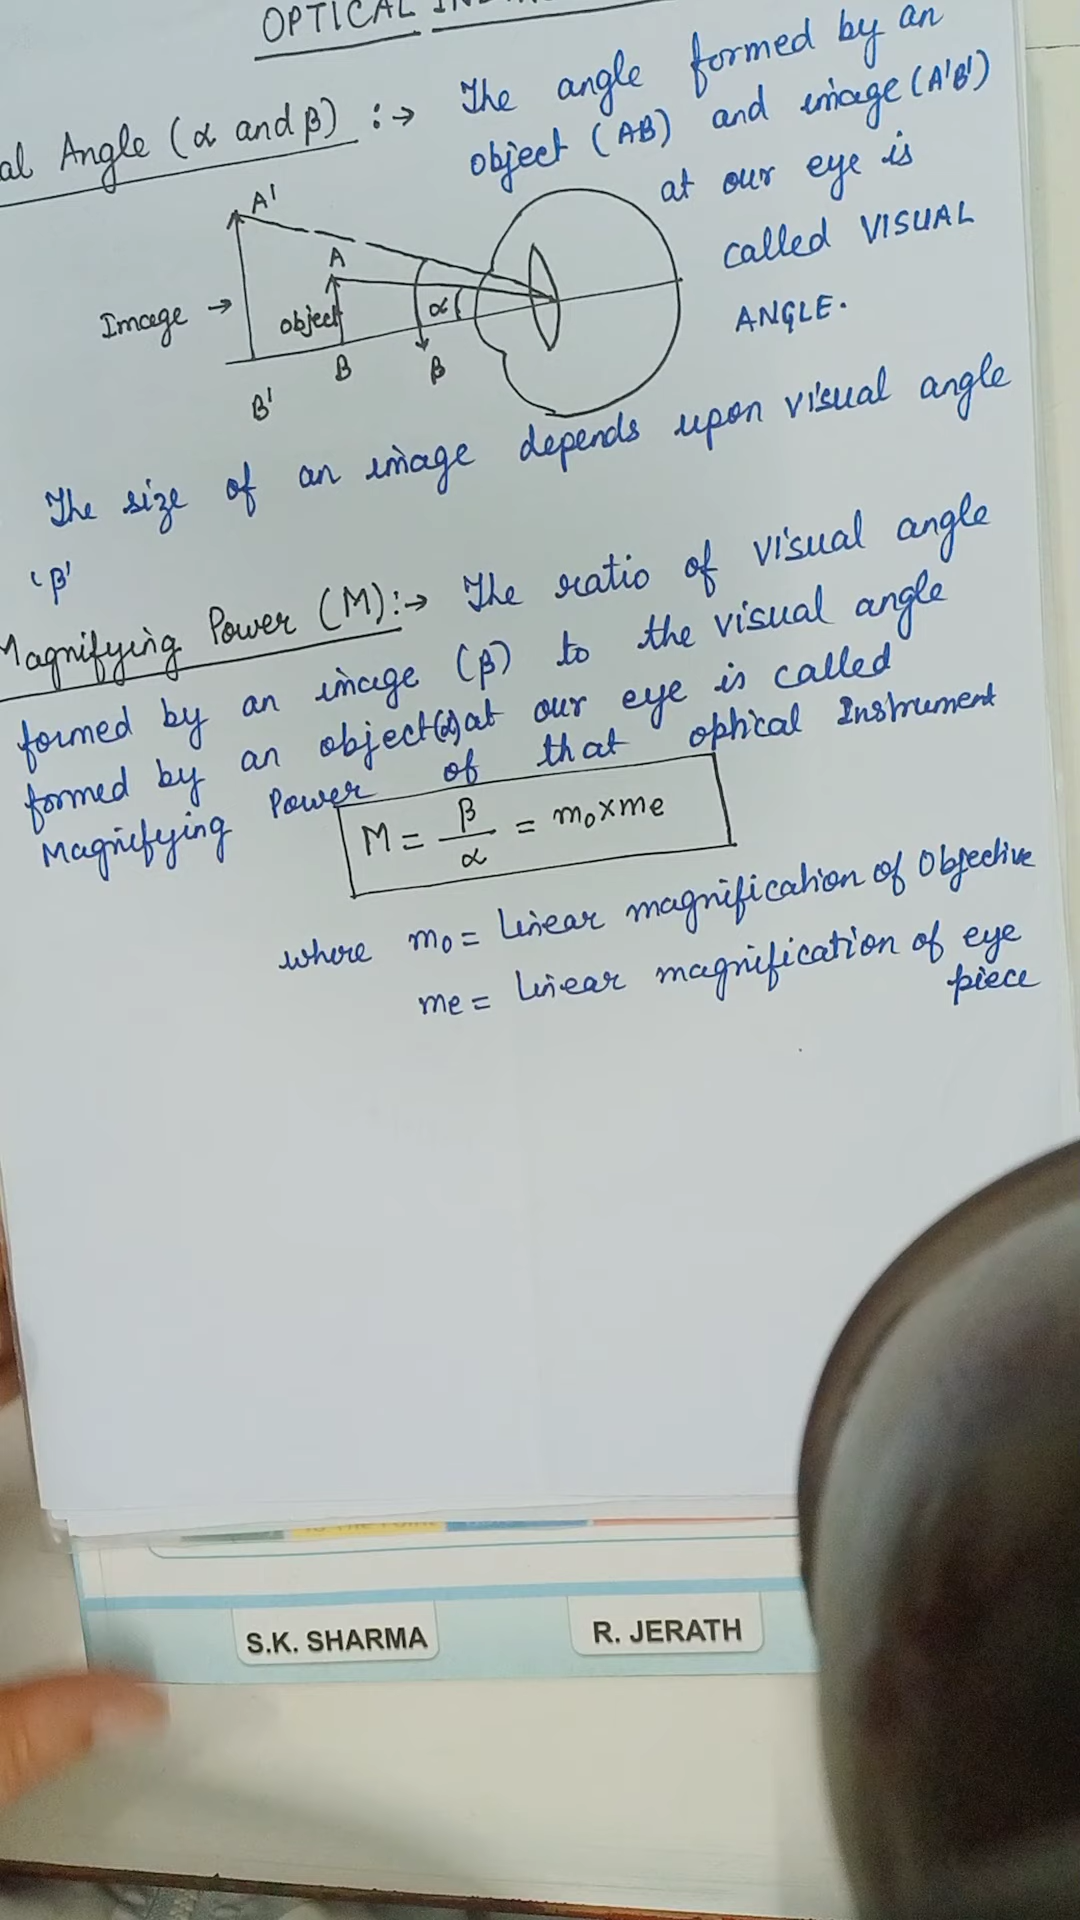 OPTICAL
al Angle (α and β) :→ The angle formed by an
object (AB) and image (A'B')
at our eye is
called VISUAL
ANGLE.
A'
A
Image →
object
α
B
β
B'
The size of an image depends upon visual angle
'β'
Magnifying Power (M):→ The ratio of visual angle
formed by an image (β) to the visual angle
formed by an object(α)at our eye is called
Magnifying Power of that optical Instrument
M = β/α = mo×me
where mo = linear magnification of Objective
me = linear magnification of eye
piece
S.K. SHARMA
R. JERATH